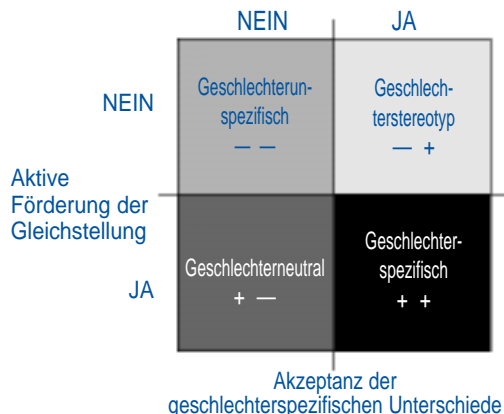 NEIN JA
NEIN
Geschlechterun-
spezifisch
— —
Geschlech-
terstereotyp
— +
Aktive
Förderung der
Gleichstellung
JA
Geschlechterneutral
+ —
Geschlechter-
spezifisch
+ +
Akzeptanz der
geschlechterspezifischen Unterschiede